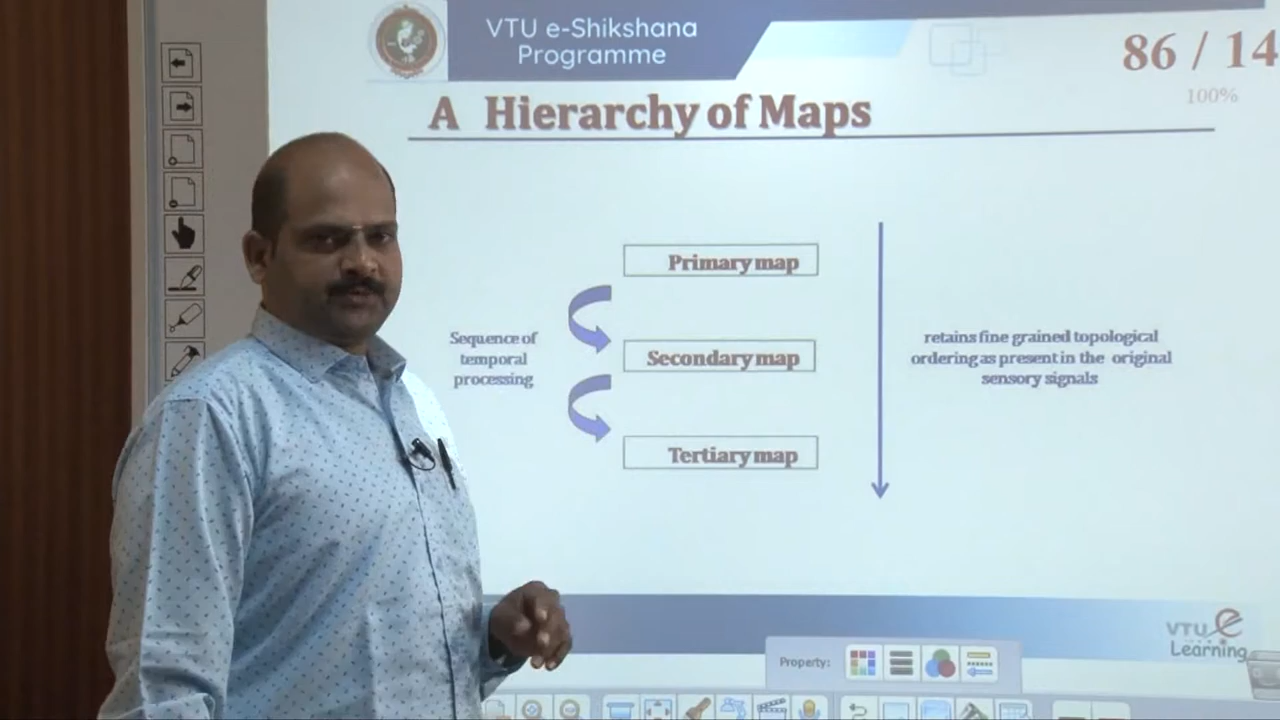 VTU e-Shikshana
Programme
86 / 14
100%
A Hierarchy of Maps
Primary map
Sequence of
temporal
processing
Secondary map
retains fine grained topological
ordering as present in the original
sensory signals
Tertiary map
VTU e
Learning
Property: